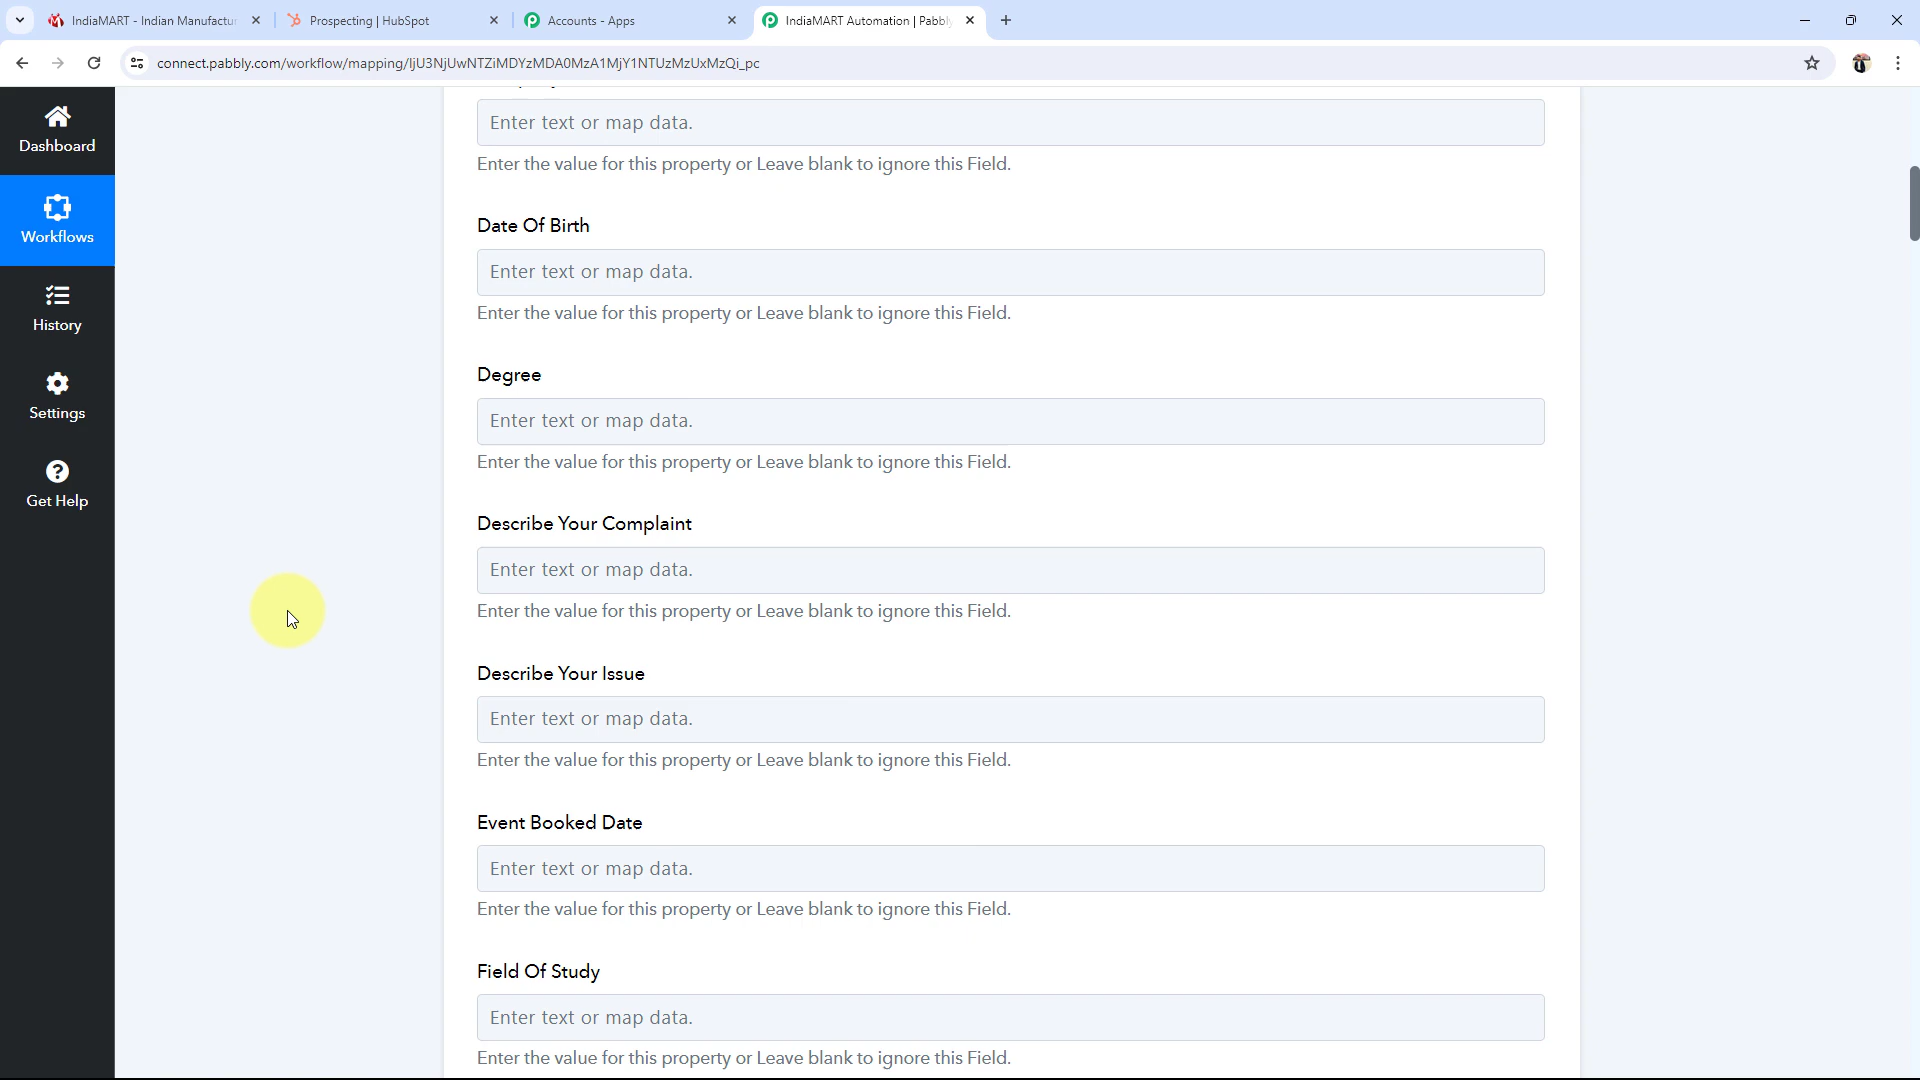 IndiaMART - Indian Manufactu
Prospecting | HubSpot
Accounts - Apps
IndiaMART Automation | Pabbly
connect.pabbly.com/workflow/mapping/IjU3NjUwNTZiMDYzMDA0MzA1MjY1NTUzMzUxMzQi_pc
Dashboard
Workflows
History
Settings
Get Help
Enter text or map data.
Enter the value for this property or Leave blank to ignore this Field.
Date Of Birth
Enter text or map data.
Enter the value for this property or Leave blank to ignore this Field.
Degree
Enter text or map data.
Enter the value for this property or Leave blank to ignore this Field.
Describe Your Complaint
Enter text or map data.
Enter the value for this property or Leave blank to ignore this Field.
Describe Your Issue
Enter text or map data.
Enter the value for this property or Leave blank to ignore this Field.
Event Booked Date
Enter text or map data.
Enter the value for this property or Leave blank to ignore this Field.
Field Of Study
Enter text or map data.
Enter the value for this property or Leave blank to ignore this Field.